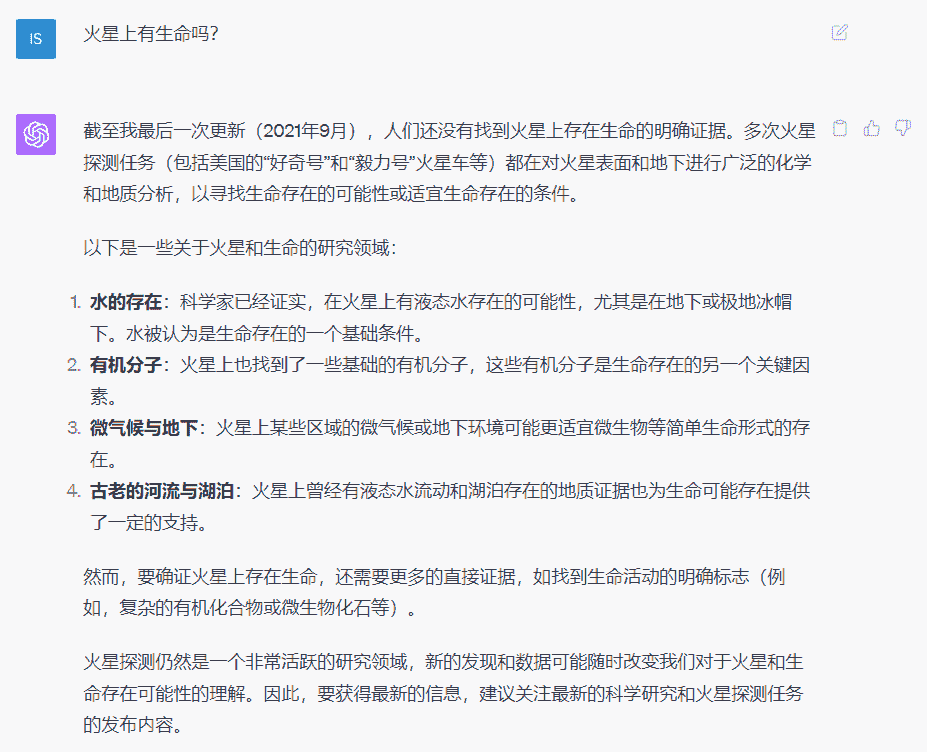 IS
火星上有生命吗？
截至我最后一次更新（2021年9月），人们还没有找到火星上存在生命的明确证据。多次火星
探测任务（包括美国的“好奇号”和“毅力号”火星车等）都在对火星表面和地下进行广泛的化学
和地质分析，以寻找生命存在的可能性或适宜生命存在的条件。
以下是一些关于火星和生命的研究领域：
1. 水的存在：科学家已经证实，在火星上有液态水存在的可能性，尤其是在地下或极地冰帽
下。水被认为是生命存在的一个基础条件。
2. 有机分子：火星上也找到了一些基础的有机分子，这些有机分子是生命存在的另一个关键因
素。
3. 微气候与地下：火星上某些区域的微气候或地下环境可能更适宜微生物等简单生命形式的存
在。
4. 古老的河流与湖泊：火星上曾经有液态水流动和湖泊存在的地质证据也为生命可能存在提供
了一定的支持。
然而，要确证火星上存在生命，还需要更多的直接证据，如找到生命活动的明确标志（例
如，复杂的有机化合物或微生物化石等）。
火星探测仍然是一个非常活跃的研究领域，新的发现和数据可能随时改变我们对于火星和生
命存在可能性的理解。因此，要获得最新的信息，建议关注最新的科学研究和火星探测任务
的发布内容。